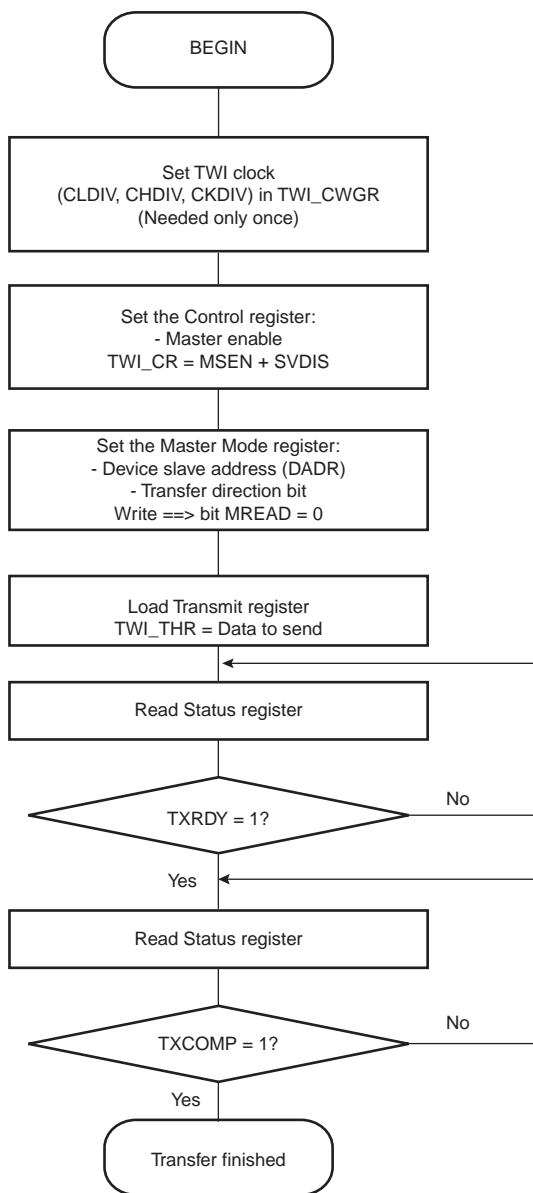 BEGIN
Set TWI clock
(CLDIV, CHDIV, CKDIV) in TWI_CWGR
(Needed only once)
Set the Control register:
- Master enable
TWI_CR = MSEN + SVDIS
Set the Master Mode register:
- Device slave address (DADR)
- Transfer direction bit
Write ==> bit MREAD = 0
Load Transmit register
TWI_THR = Data to send
Read Status register
TXRDY = 1?
No
Yes
Read Status register
TXCOMP = 1?
No
Yes
Transfer finished